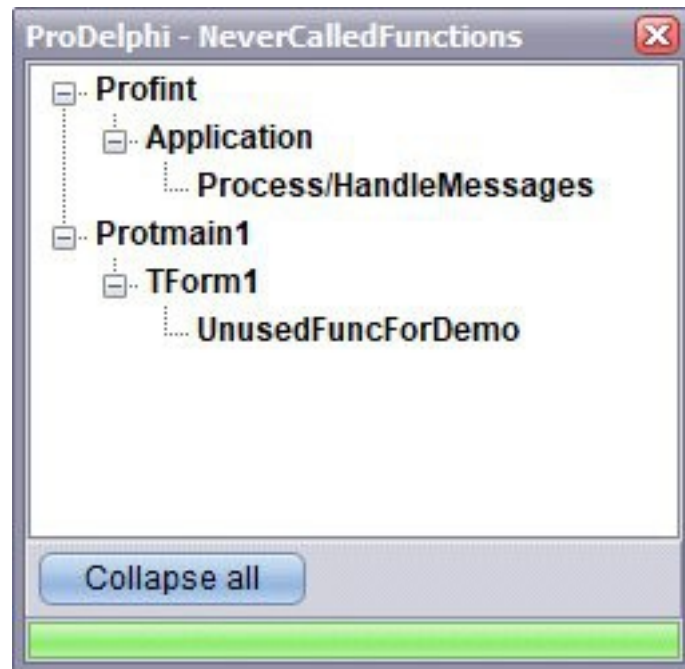 ProDelphi - NeverCalledFunctions
Profint
Application
Process/HandleMessages
Protmain1
TForm1
UnusedFuncForDemo
Collapse all